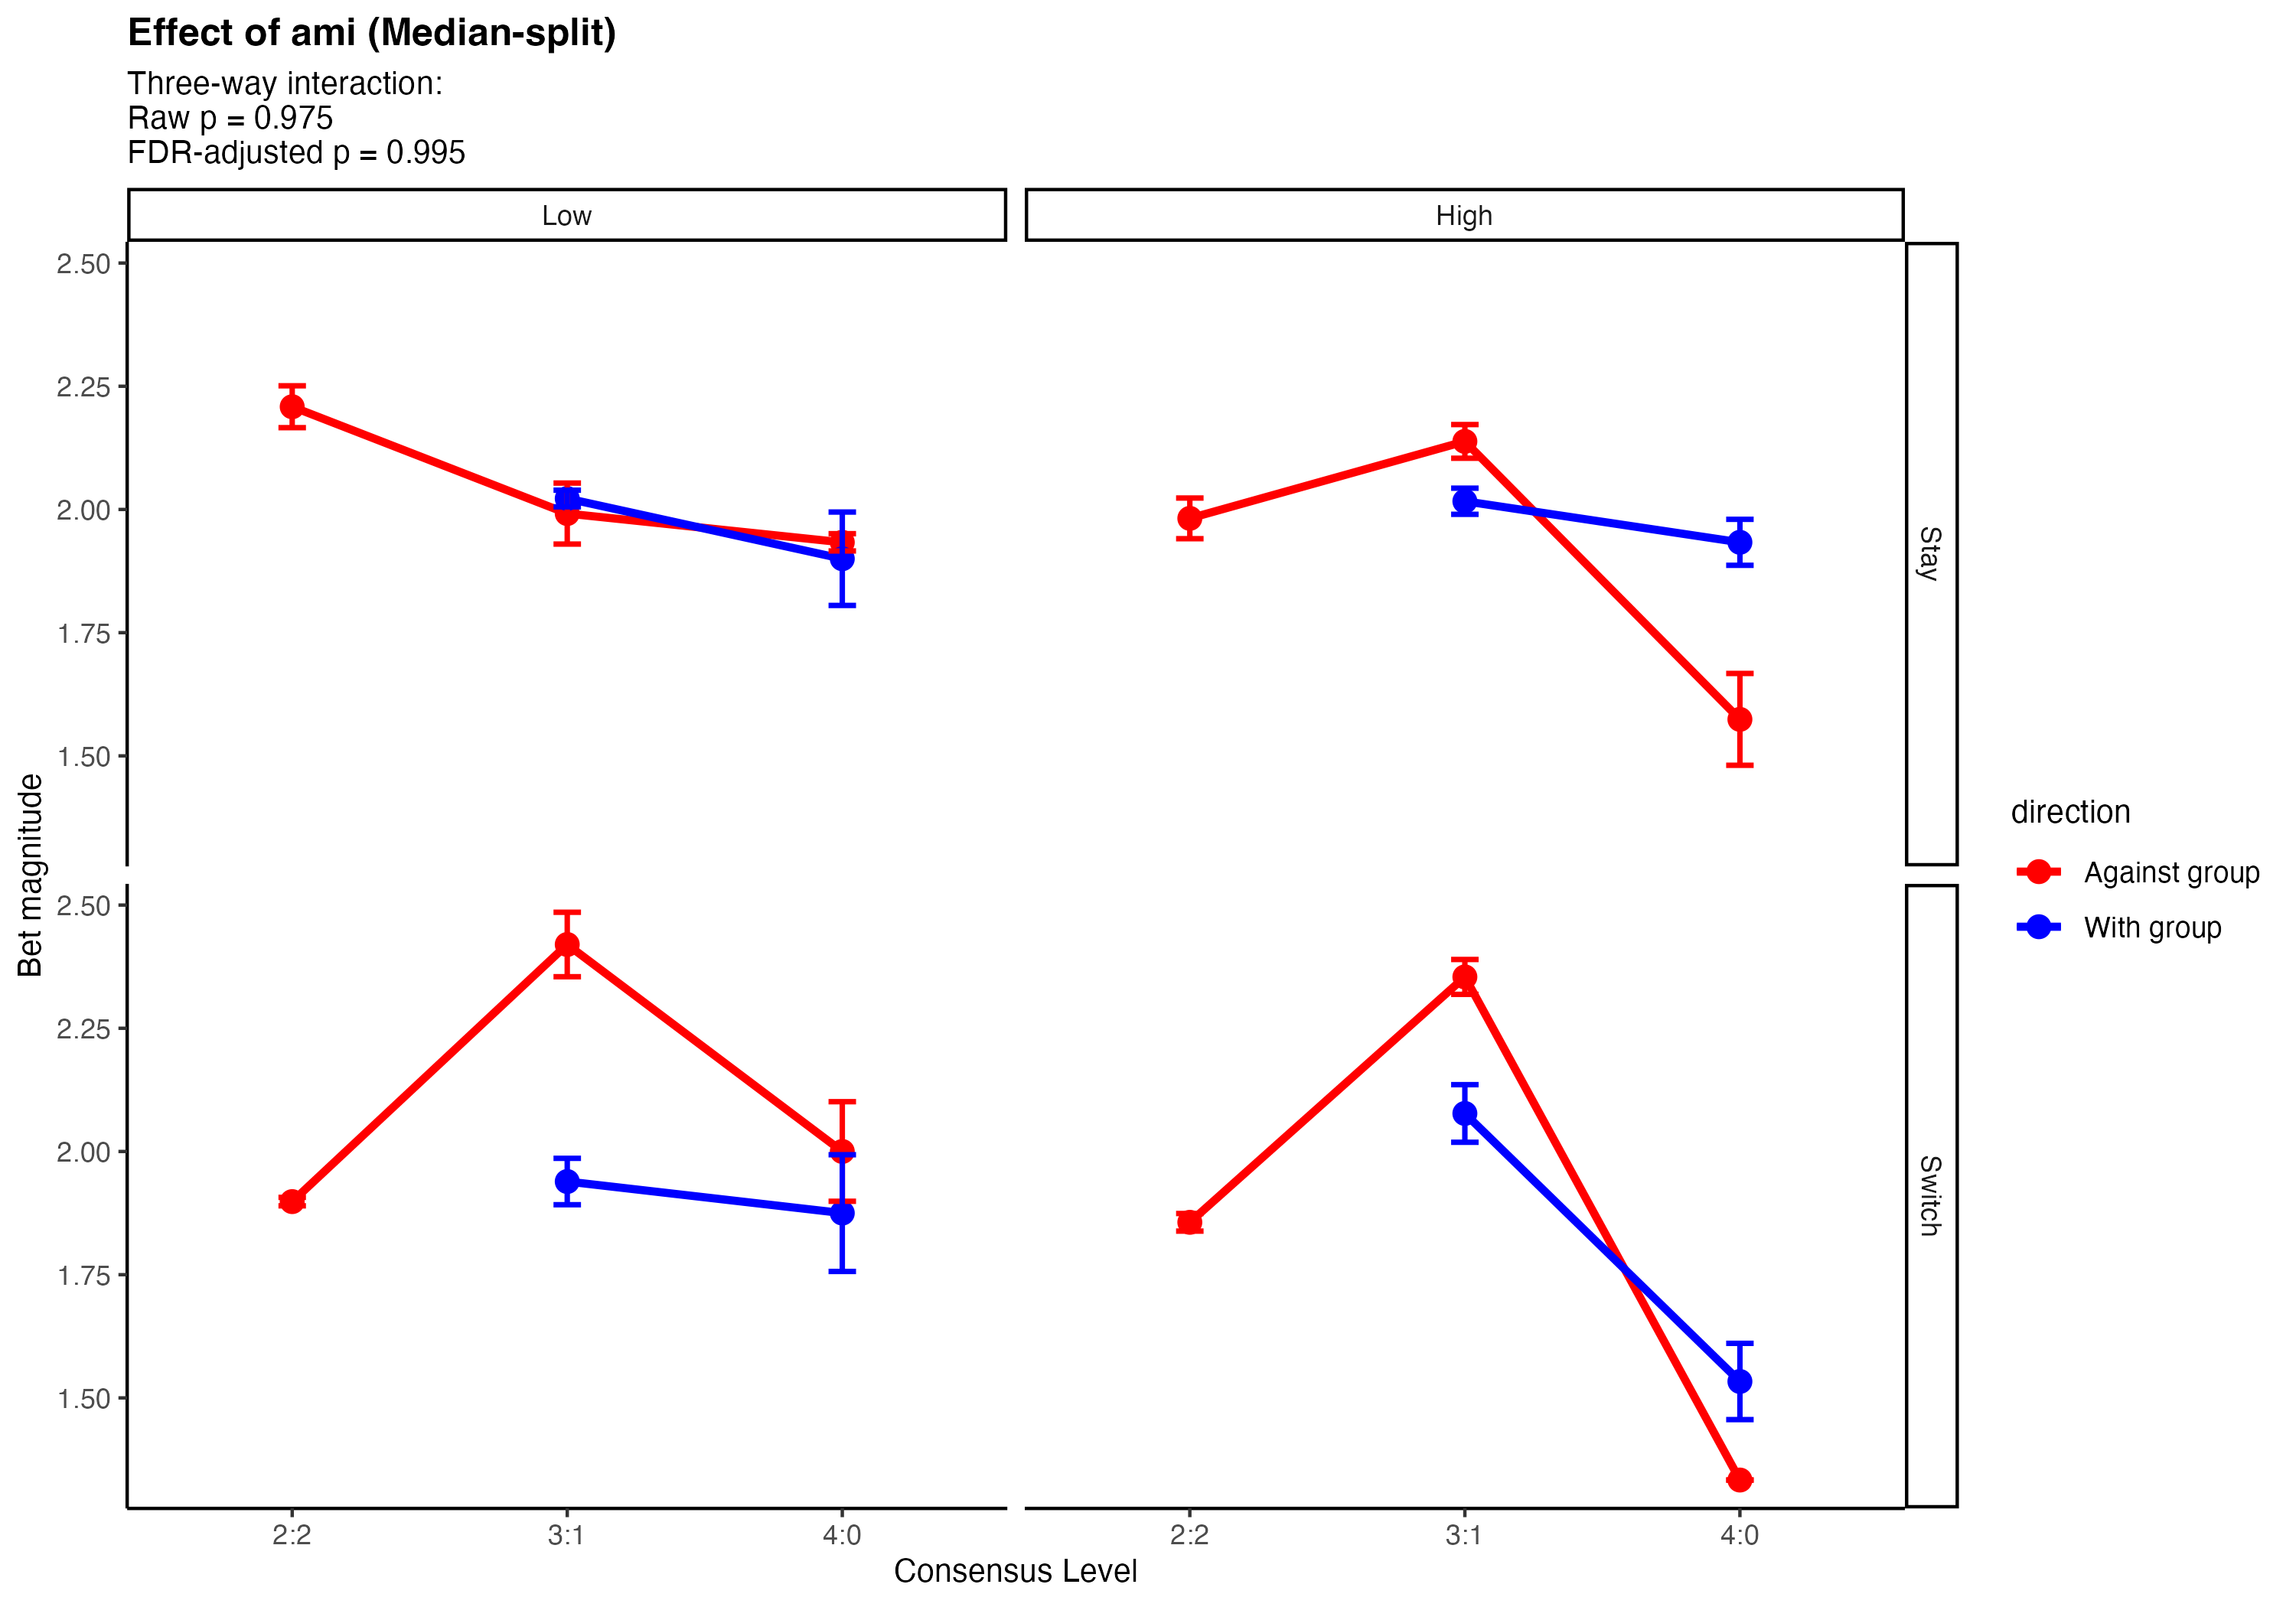 Effect of ami (Median-split)
Three-way interaction:
Raw p = 0.975
FDR-adjusted p = 0.995
Low
High
2.50
2.25
2.00
1.75
1.50
Stay
2.50
2.25
2.00
1.75
1.50
Switch
Bet magnitude
2:2
3:1
4:0
2:2
3:1
4:0
Consensus Level
direction
Against group
With group